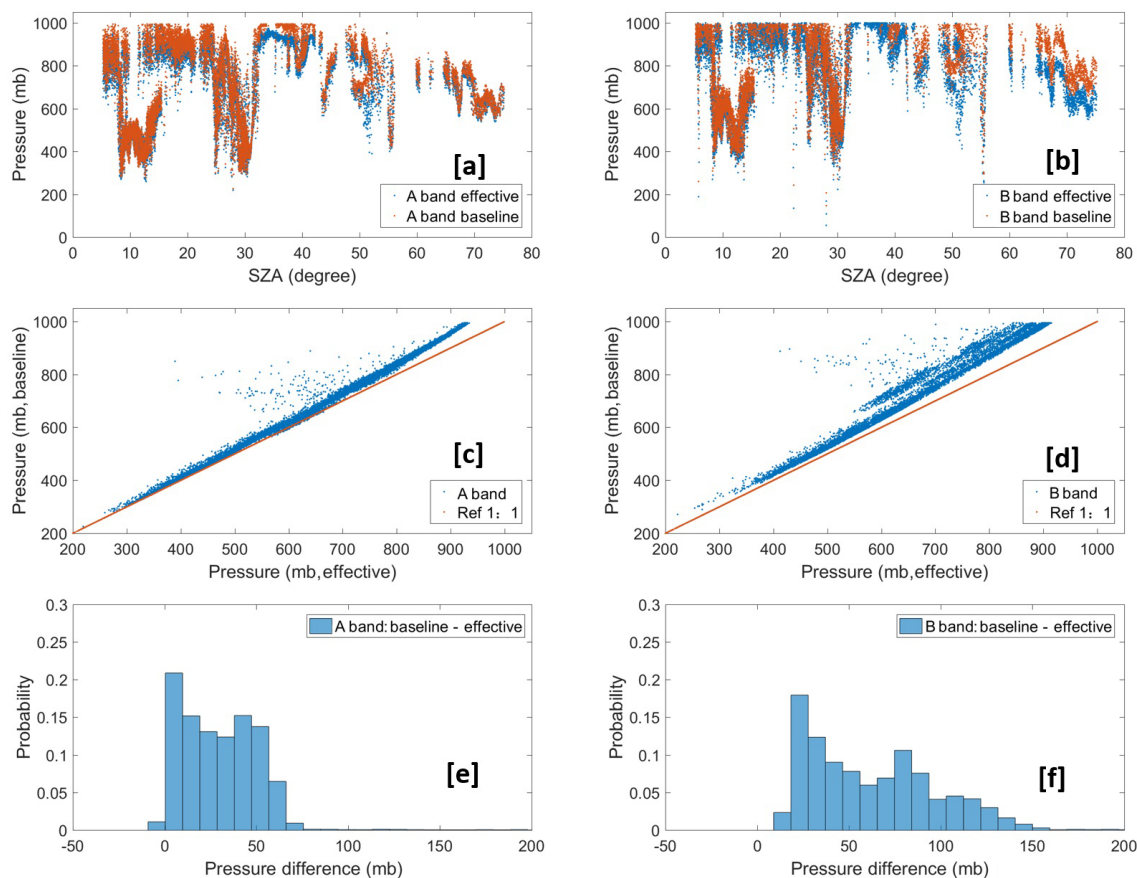 1000
800
600
400
200
0
Pressure (mb)
[a]
A band effective
A band baseline
0 10 20 30 40 50 60 70 80
SZA (degree)
1000
800
600
400
200
0
Pressure (mb)
[b]
B band effective
B band baseline
0 10 20 30 40 50 60 70 80
SZA (degree)
1000
800
600
400
200
Pressure (mb,baseline)
[c]
A band
Ref 1: 1
200 300 400 500 600 700 800 900 1000
Pressure (mb,effective)
1000
800
600
400
200
Pressure (mb,baseline)
[d]
B band
Ref 1: 1
200 300 400 500 600 700 800 900 1000
Pressure (mb,effective)
0.3
0.25
0.2
0.15
0.1
0.05
0
Probability
A band: baseline - effective
[e]
-50 0 50 100 150 200
Pressure difference (mb)
0.3
0.25
0.2
0.15
0.1
0.05
0
Probability
B band: baseline - effective
[f]
-50 0 50 100 150 200
Pressure difference (mb)